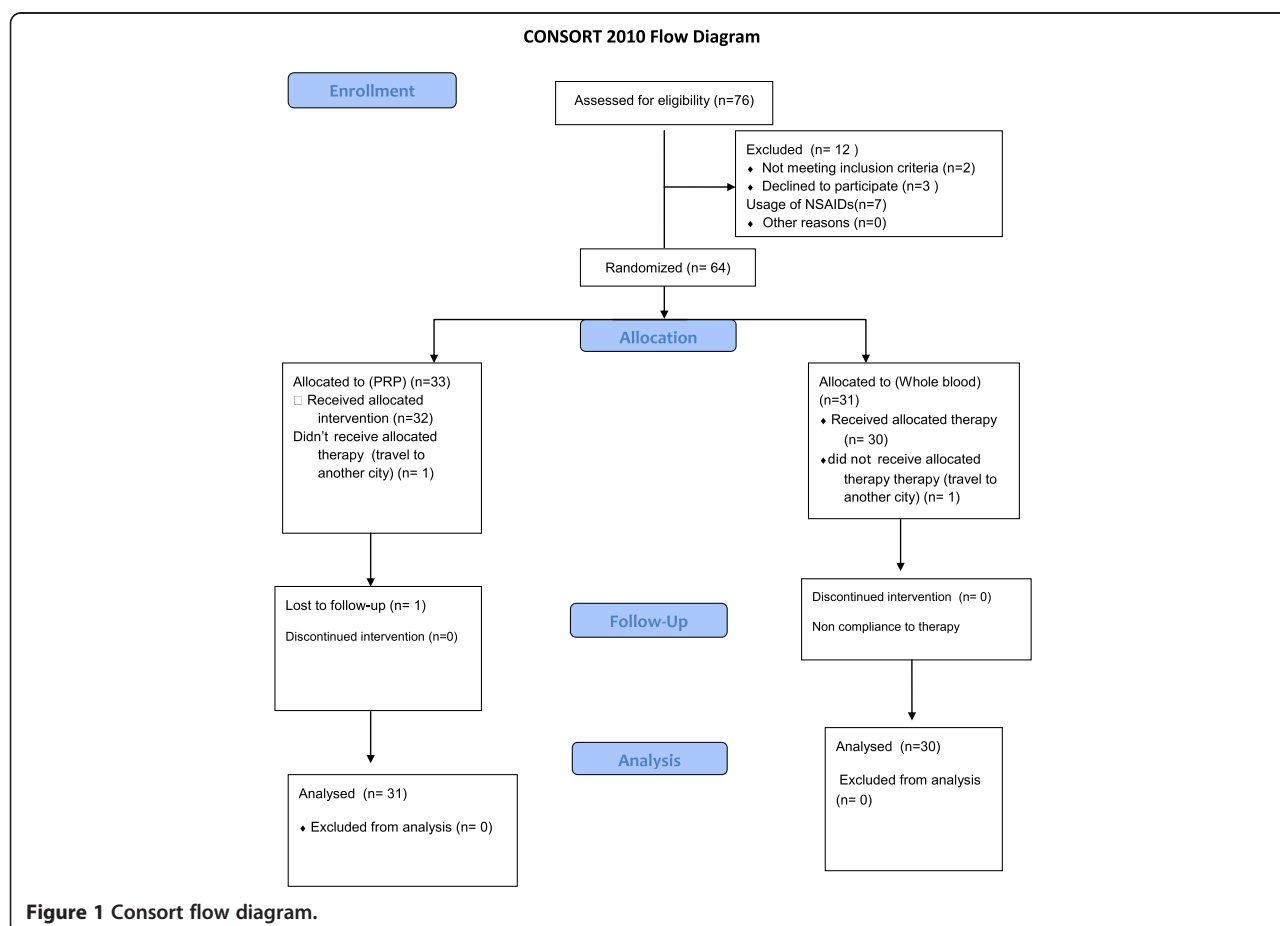 CONSORT 2010 Flow Diagram
Enrollment
Assessed for eligibility (n=76)
Excluded (n= 12 )
♦ Not meeting inclusion criteria (n=2)
♦ Declined to participate (n=3 )
Usage of NSAIDs(n=7)
♦ Other reasons (n=0)
Randomized (n= 64)
Allocation
Allocated to (PRP) (n=33)
□ Received allocated
intervention (n=32)
Didn't receive allocated
therapy (travel to
another city) (n= 1)
Allocated to (Whole blood)
(n=31)
♦ Received allocated therapy
(n= 30)
♦did not receive allocated
therapy therapy (travel to
another city) (n= 1)
Lost to follow-up (n= 1)
Discontinued intervention (n=0)
Follow-Up
Discontinued intervention (n= 0)
Non compliance to therapy
Analysis
Analysed (n= 31)
♦ Excluded from analysis (n= 0)
Analysed (n=30)
Excluded from analysis
(n= 0)
Figure 1 Consort flow diagram.